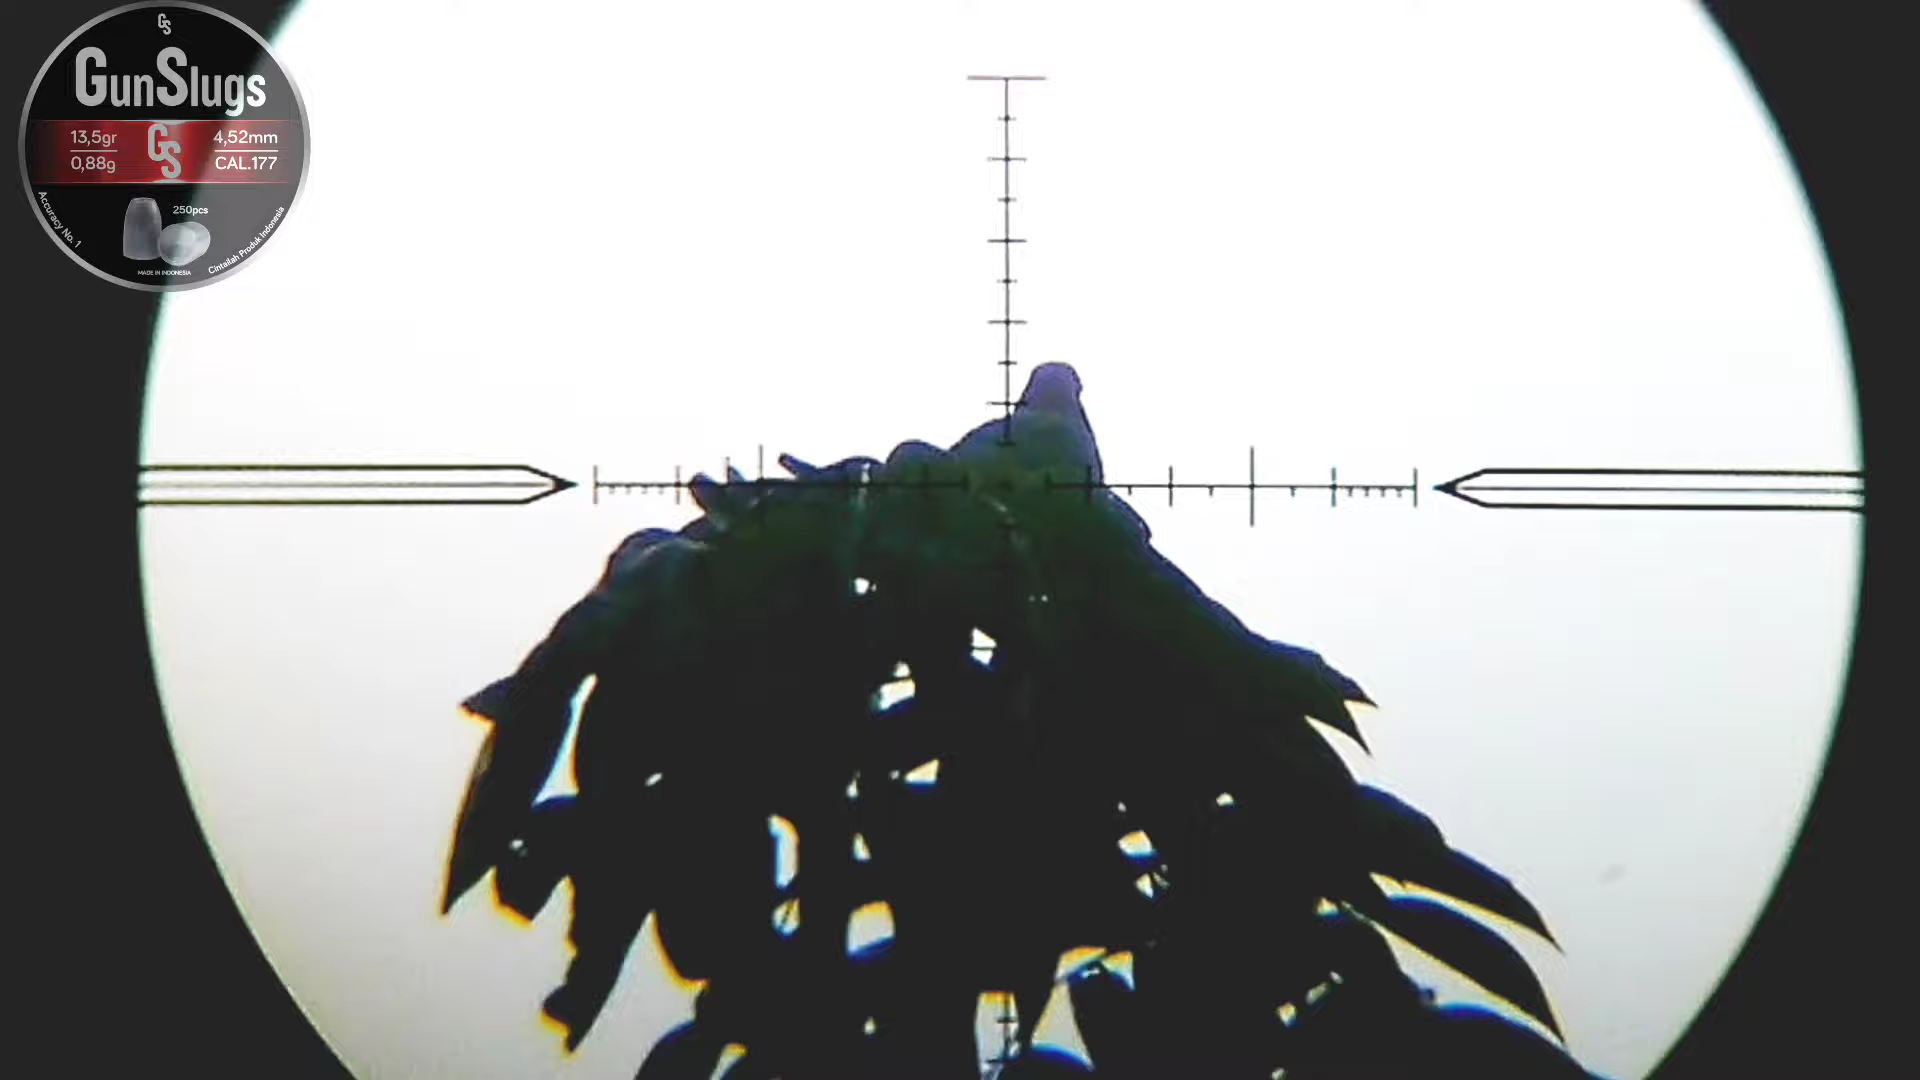 GS
GunSlugs
13,5gr
0,88g
GS
4,52mm
CAL.177
250pcs
Accuracy No. 1
MADE IN INDONESIA
Cintailah Produk Indonesia